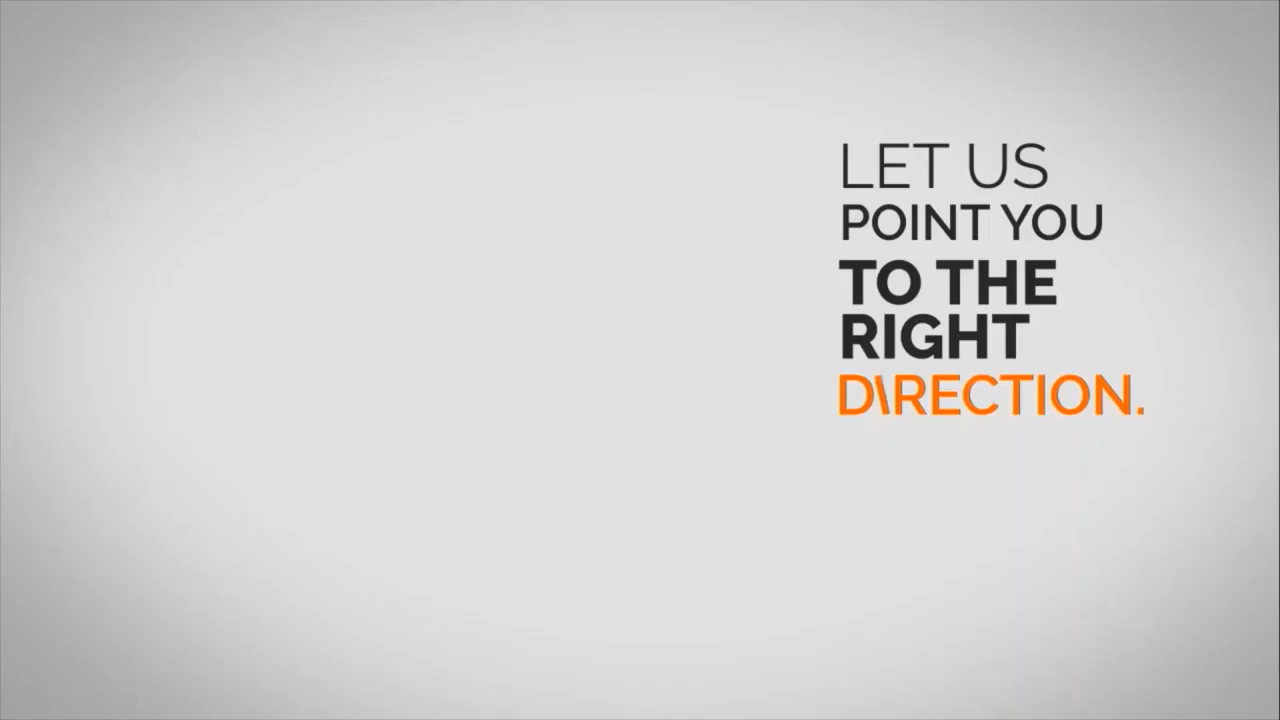 LET US
POINT YOU
TO THE
RIGHT
DIRECTION.